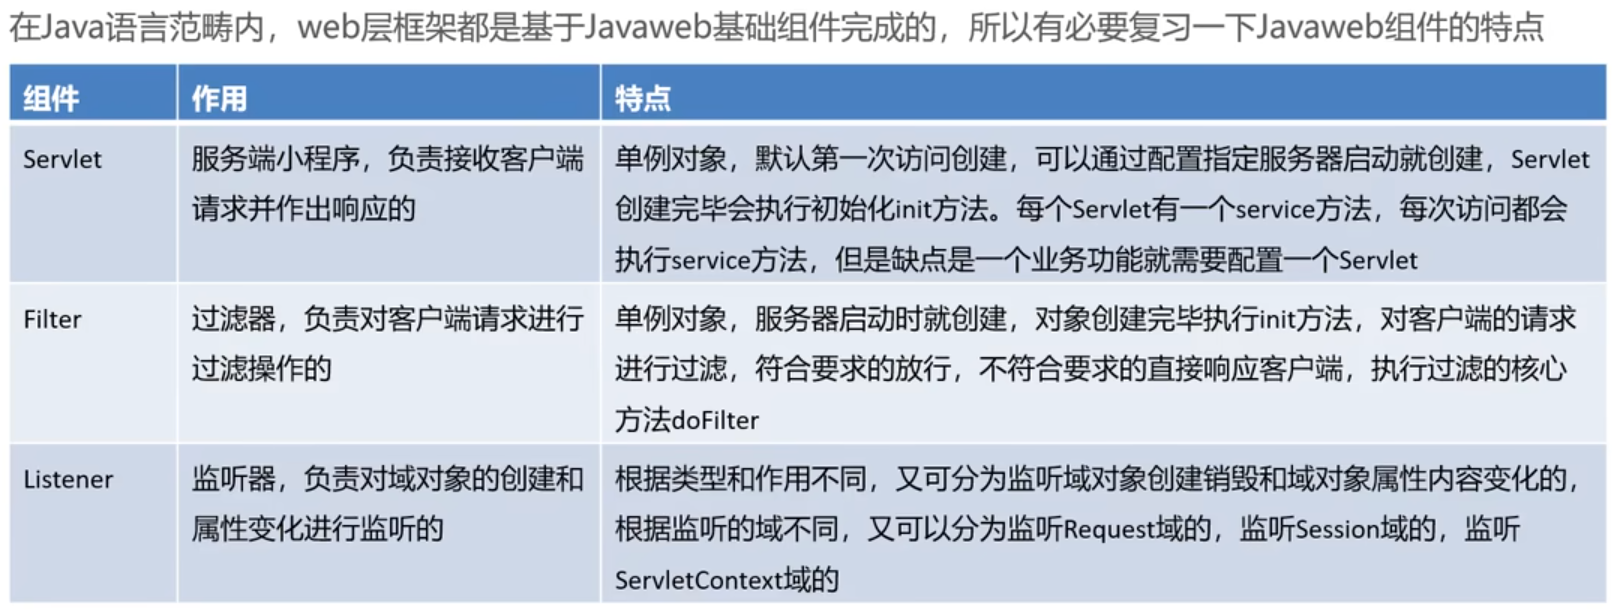 在Java语言范畴内，web层框架都是基于Javaweb基础组件完成的，所以有必要复习一下Javaweb组件的特点
组件 作用 特点
Servlet
服务端小程序，负责接收客户端
请求并作出响应的
单例对象，默认第一次访问创建，可以通过配置指定服务器启动就创建，Servlet
创建完毕会执行初始化init方法。每个Servlet有一个service方法，每次访问都会
执行service方法，但是缺点是一个业务功能就需要配置一个Servlet
Filter
过滤器，负责对客户端请求进行
过滤操作的
单例对象，服务器启动时就创建，对象创建完毕执行init方法，对客户端的请求
进行过滤，符合要求的放行，不符合要求的直接响应客户端，执行过滤的核心
方法doFilter
Listener
监听器，负责对域对象的创建和
属性变化进行监听的
根据类型和作用不同，又可分为监听域对象创建销毁和域对象属性内容变化的，
根据监听的域不同，又可以分为监听Request域的，监听Session域的，监听
ServletContext域的